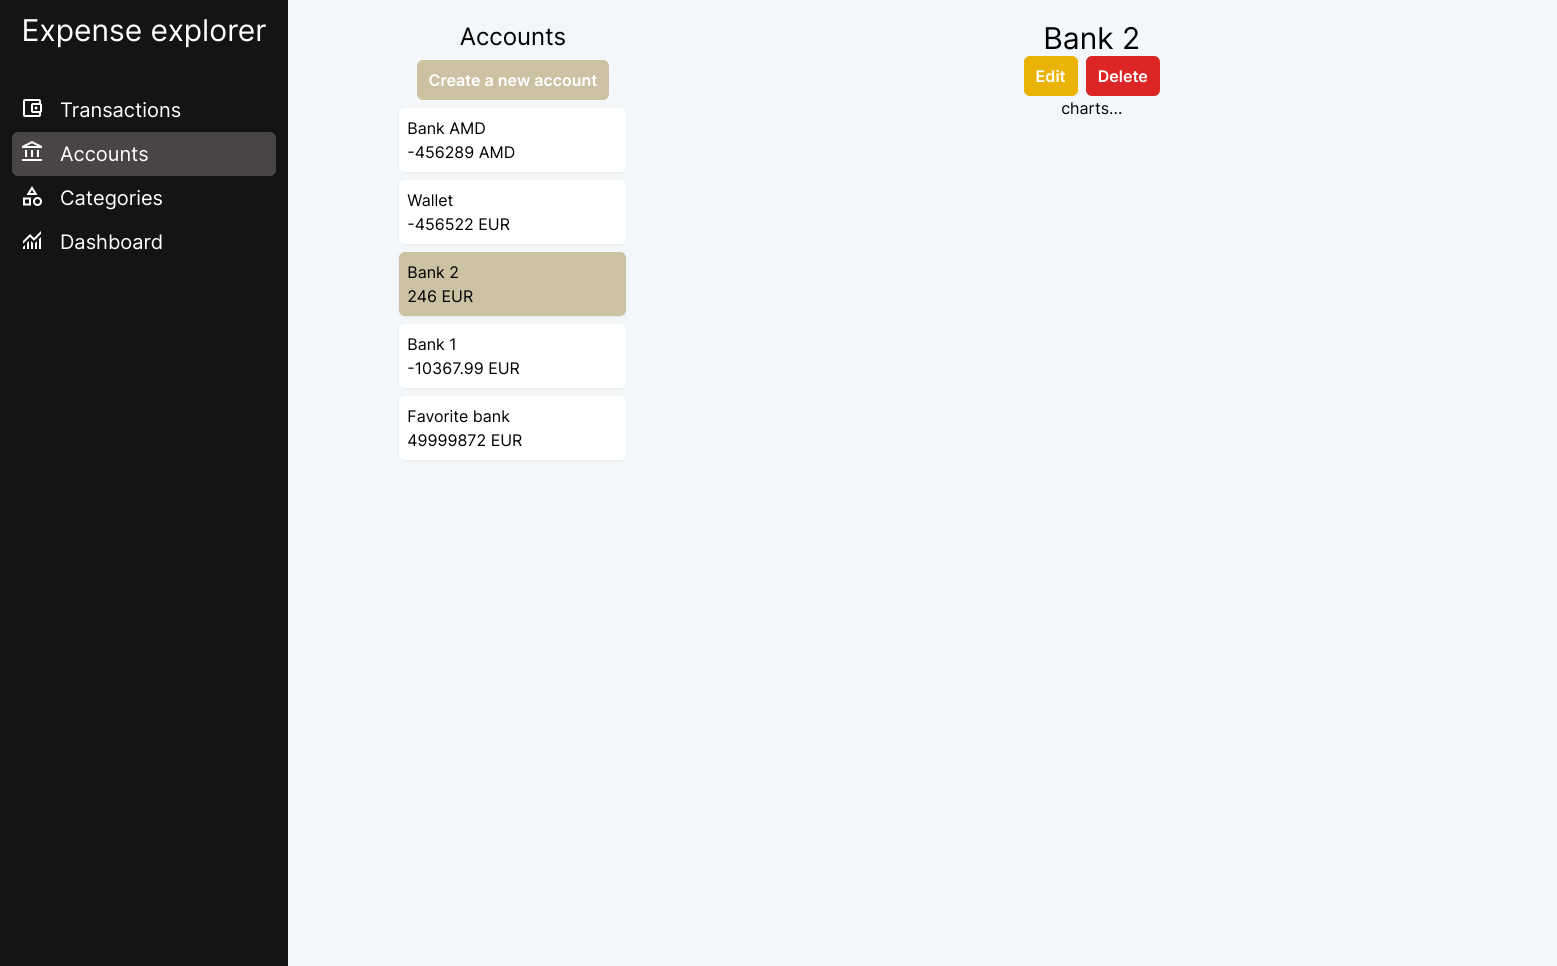 Expense explorer
Transactions
Accounts
Categories
Dashboard
Accounts
Create a new account
Bank AMD
-456289 AMD
Wallet
-456522 EUR
Bank 2
246 EUR
Bank 1
-10367.99 EUR
Favorite bank
49999872 EUR
Bank 2
Edit
Delete
charts...